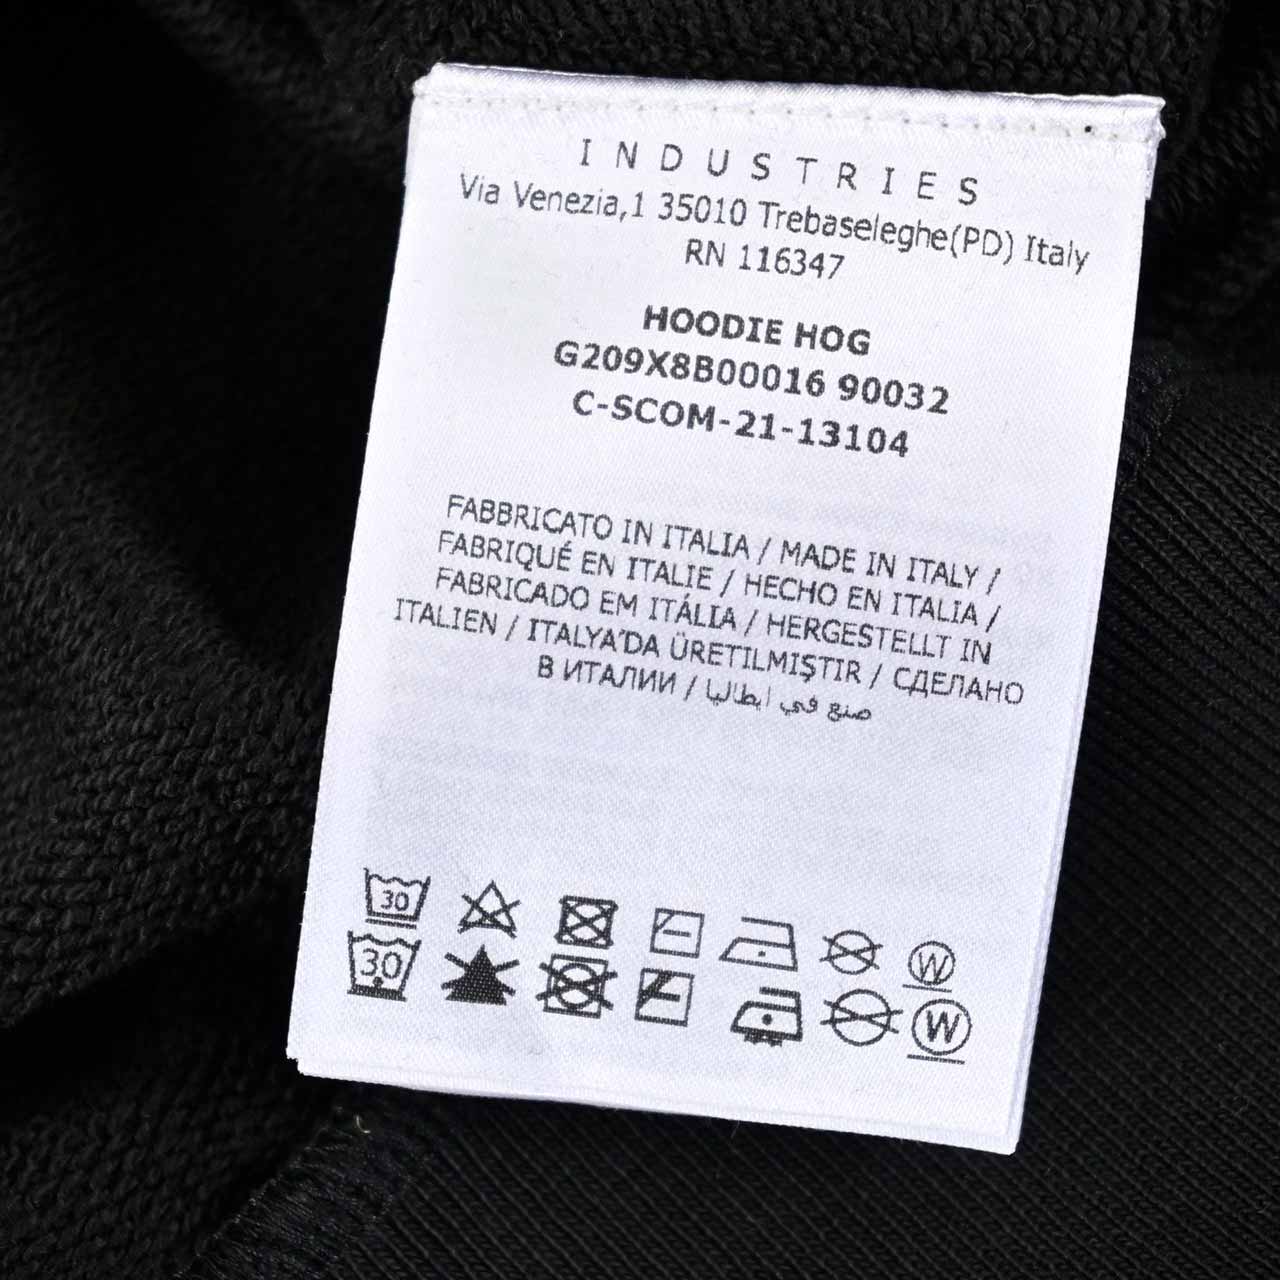 INDUSTRIES
Via Venezia,1 35010 Trebaseleghe(PD) Italy
RN 116347
HOODIE HOG
G209X8B00016 90032
C-SCOM-21-13104
FABBRICATO IN ITALIA / MADE IN ITALY /
FABRIQUÉ EN ITALIE / HECHO EN ITALIA /
FABRICADO EM ITÁLIA / HERGESTELLT IN
ITALIEN / ITALYA'DA ÜRETILMIŞTIR / СДЕЛАНО
В ИТАЛИИ / صنع في ايطاليا
30 W
30 W